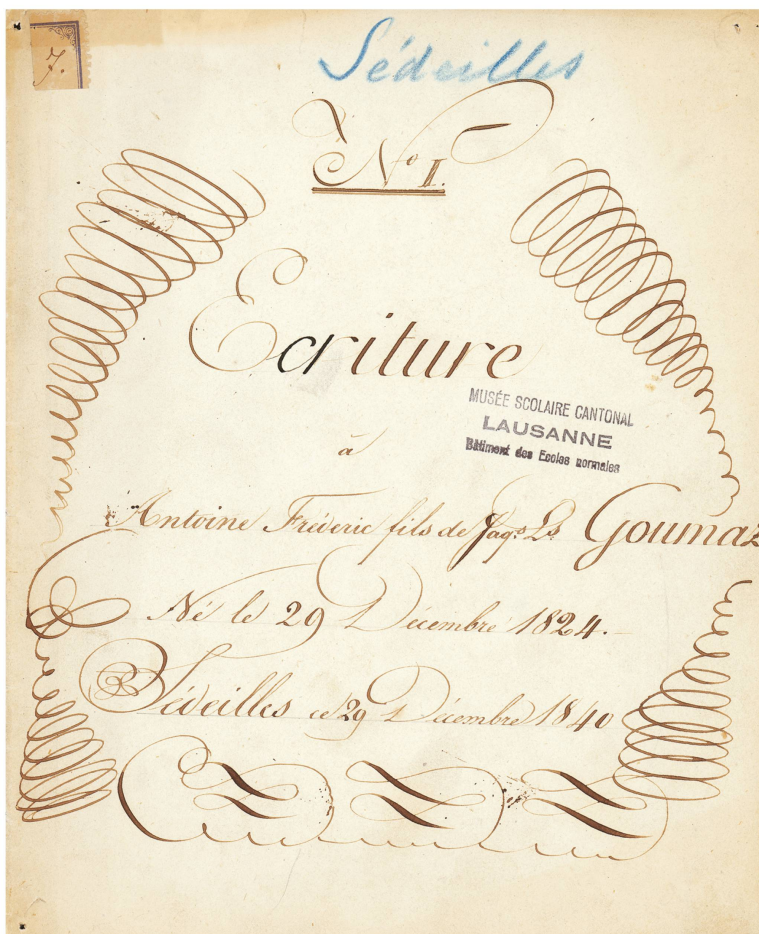 7.
Sédeilles
No I.
Ecriture
MUSÉE SCOLAIRE CANTONAL
LAUSANNE
Bâtiment des Ecoles normales
à
Antoine Fréderic fils de Jaqs Ls Goumaz
Né le 29 Décembre 1824.
Sédeilles ce 29 Décembre 1840